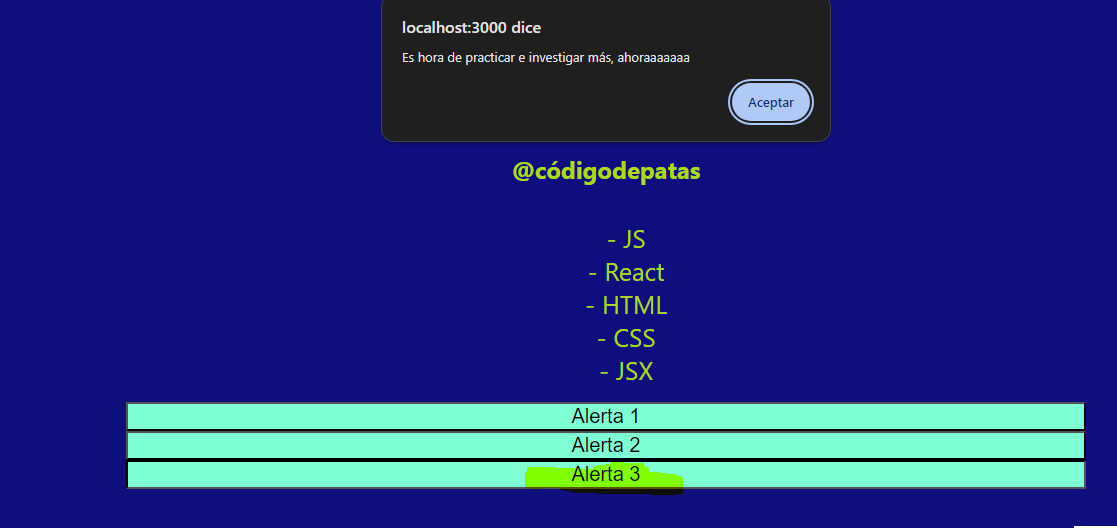 localhost:3000 dice
Es hora de practicar e investigar más, ahoraaaaaaa
Aceptar
@códigodepatas
- JS
- React
- HTML
- CSS
- JSX
Alerta 1
Alerta 2
Alerta 3